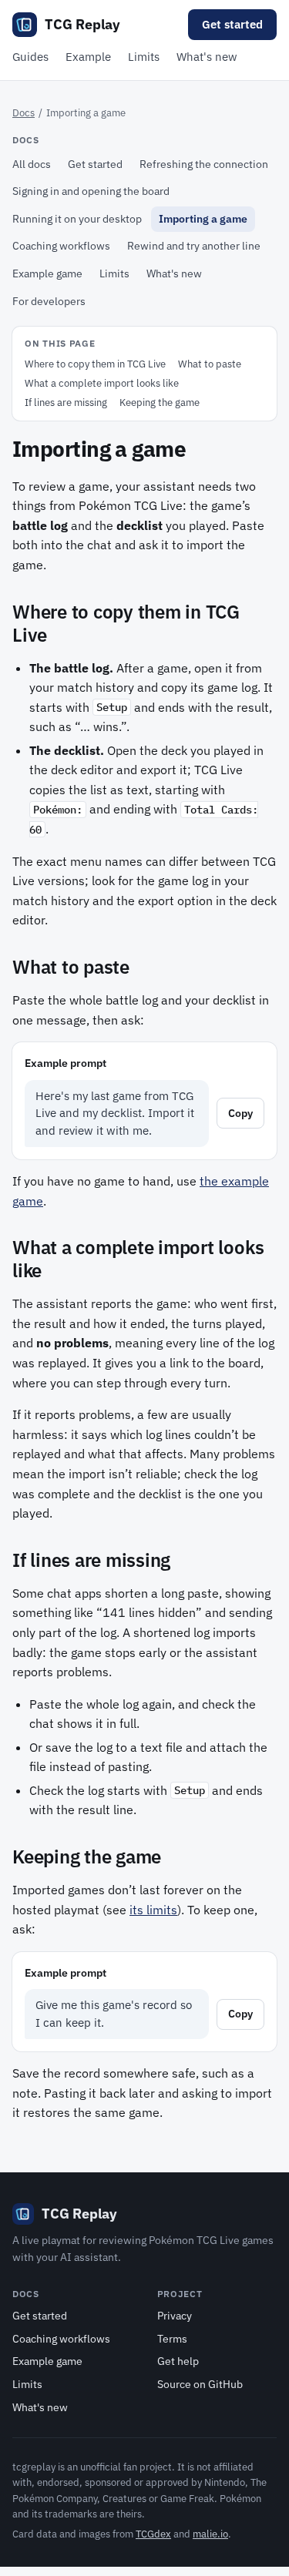 TCG Replay
Get started
Guides Example Limits What's new
Docs / Importing a game
DOCS
All docs Get started Refreshing the connection
Signing in and opening the board
Running it on your desktop Importing a game
Coaching workflows Rewind and try another line
Example game Limits What's new
For developers
ON THIS PAGE
Where to copy them in TCG Live What to paste
What a complete import looks like
If lines are missing Keeping the game
Importing a game
To review a game, your assistant needs two
things from Pokémon TCG Live: the game’s
battle log and the decklist you played. Paste
both into the chat and ask it to import the
game.
Where to copy them in TCG
Live
• The battle log. After a game, open it from
your match history and copy its game log. It
starts with Setup and ends with the result,
such as “… wins.”.
• The decklist. Open the deck you played in
the deck editor and export it; TCG Live
copies the list as text, starting with
Pokémon: and ending with Total Cards:
60.
The exact menu names can differ between TCG
Live versions; look for the game log in your
match history and the export option in the deck
editor.
What to paste
Paste the whole battle log and your decklist in
one message, then ask:
Example prompt
Here's my last game from TCG
Live and my decklist. Import it
and review it with me.
Copy
If you have no game to hand, use the example
game.
What a complete import looks
like
The assistant reports the game: who went first,
the result and how it ended, the turns played,
and no problems, meaning every line of the log
was replayed. It gives you a link to the board,
where you can step through every turn.
If it reports problems, a few are usually
harmless: it says which log lines couldn’t be
replayed and what that affects. Many problems
mean the import isn’t reliable; check the log
was complete and the decklist is the one you
played.
If lines are missing
Some chat apps shorten a long paste, showing
something like “141 lines hidden” and sending
only part of the log. A shortened log imports
badly: the game stops early or the assistant
reports problems.
• Paste the whole log again, and check the
chat shows it in full.
• Or save the log to a text file and attach the
file instead of pasting.
• Check the log starts with Setup and ends
with the result line.
Keeping the game
Imported games don’t last forever on the
hosted playmat (see its limits). To keep one,
ask:
Example prompt
Give me this game's record so
I can keep it.
Copy
Save the record somewhere safe, such as a
note. Pasting it back later and asking to import
it restores the same game.
TCG Replay
A live playmat for reviewing Pokémon TCG Live games
with your AI assistant.
DOCS
Get started
Coaching workflows
Example game
Limits
What's new
PROJECT
Privacy
Terms
Get help
Source on GitHub
tcgreplay is an unofficial fan project. It is not affiliated
with, endorsed, sponsored or approved by Nintendo, The
Pokémon Company, Creatures or Game Freak. Pokémon
and its trademarks are theirs.
Card data and images from TCGdex and malie.io.